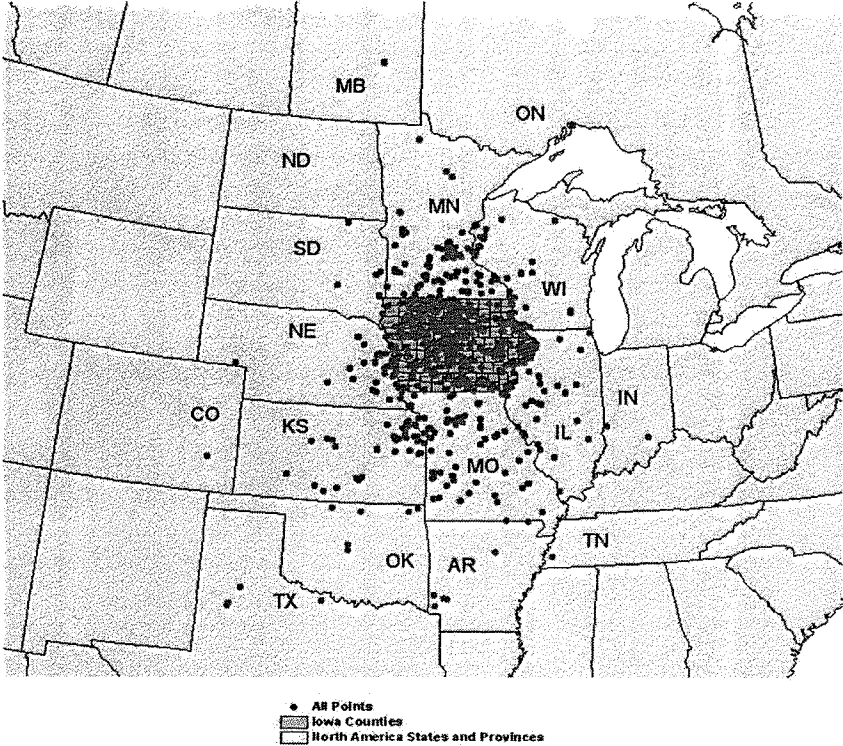 MB
ON
ND
MN
SD
WI
NE
IN
CO
KS
IL
MO
TN
OK
AR
TX
All Points
Iowa Counties
North America States and Provinces